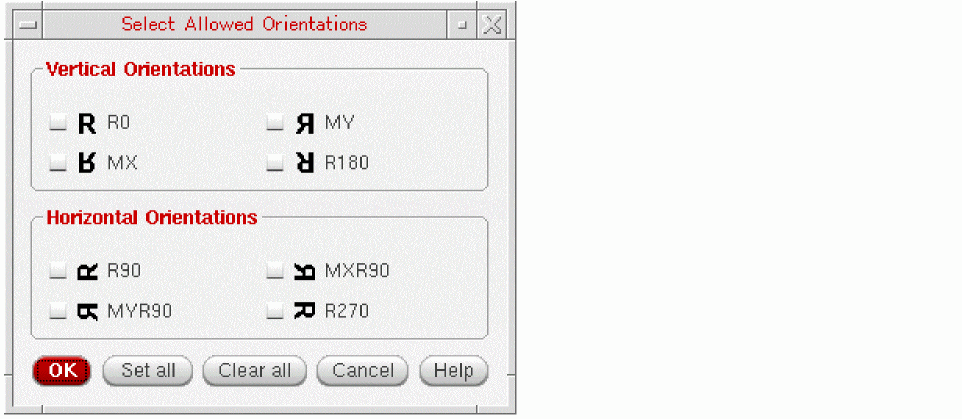 Select Allowed Orientations
Vertical Orientations
R R0 R MY
R MX R R180
Horizontal Orientations
R R90 R MXR90
R MYR90 R R270
OK Set all Clear all Cancel Help